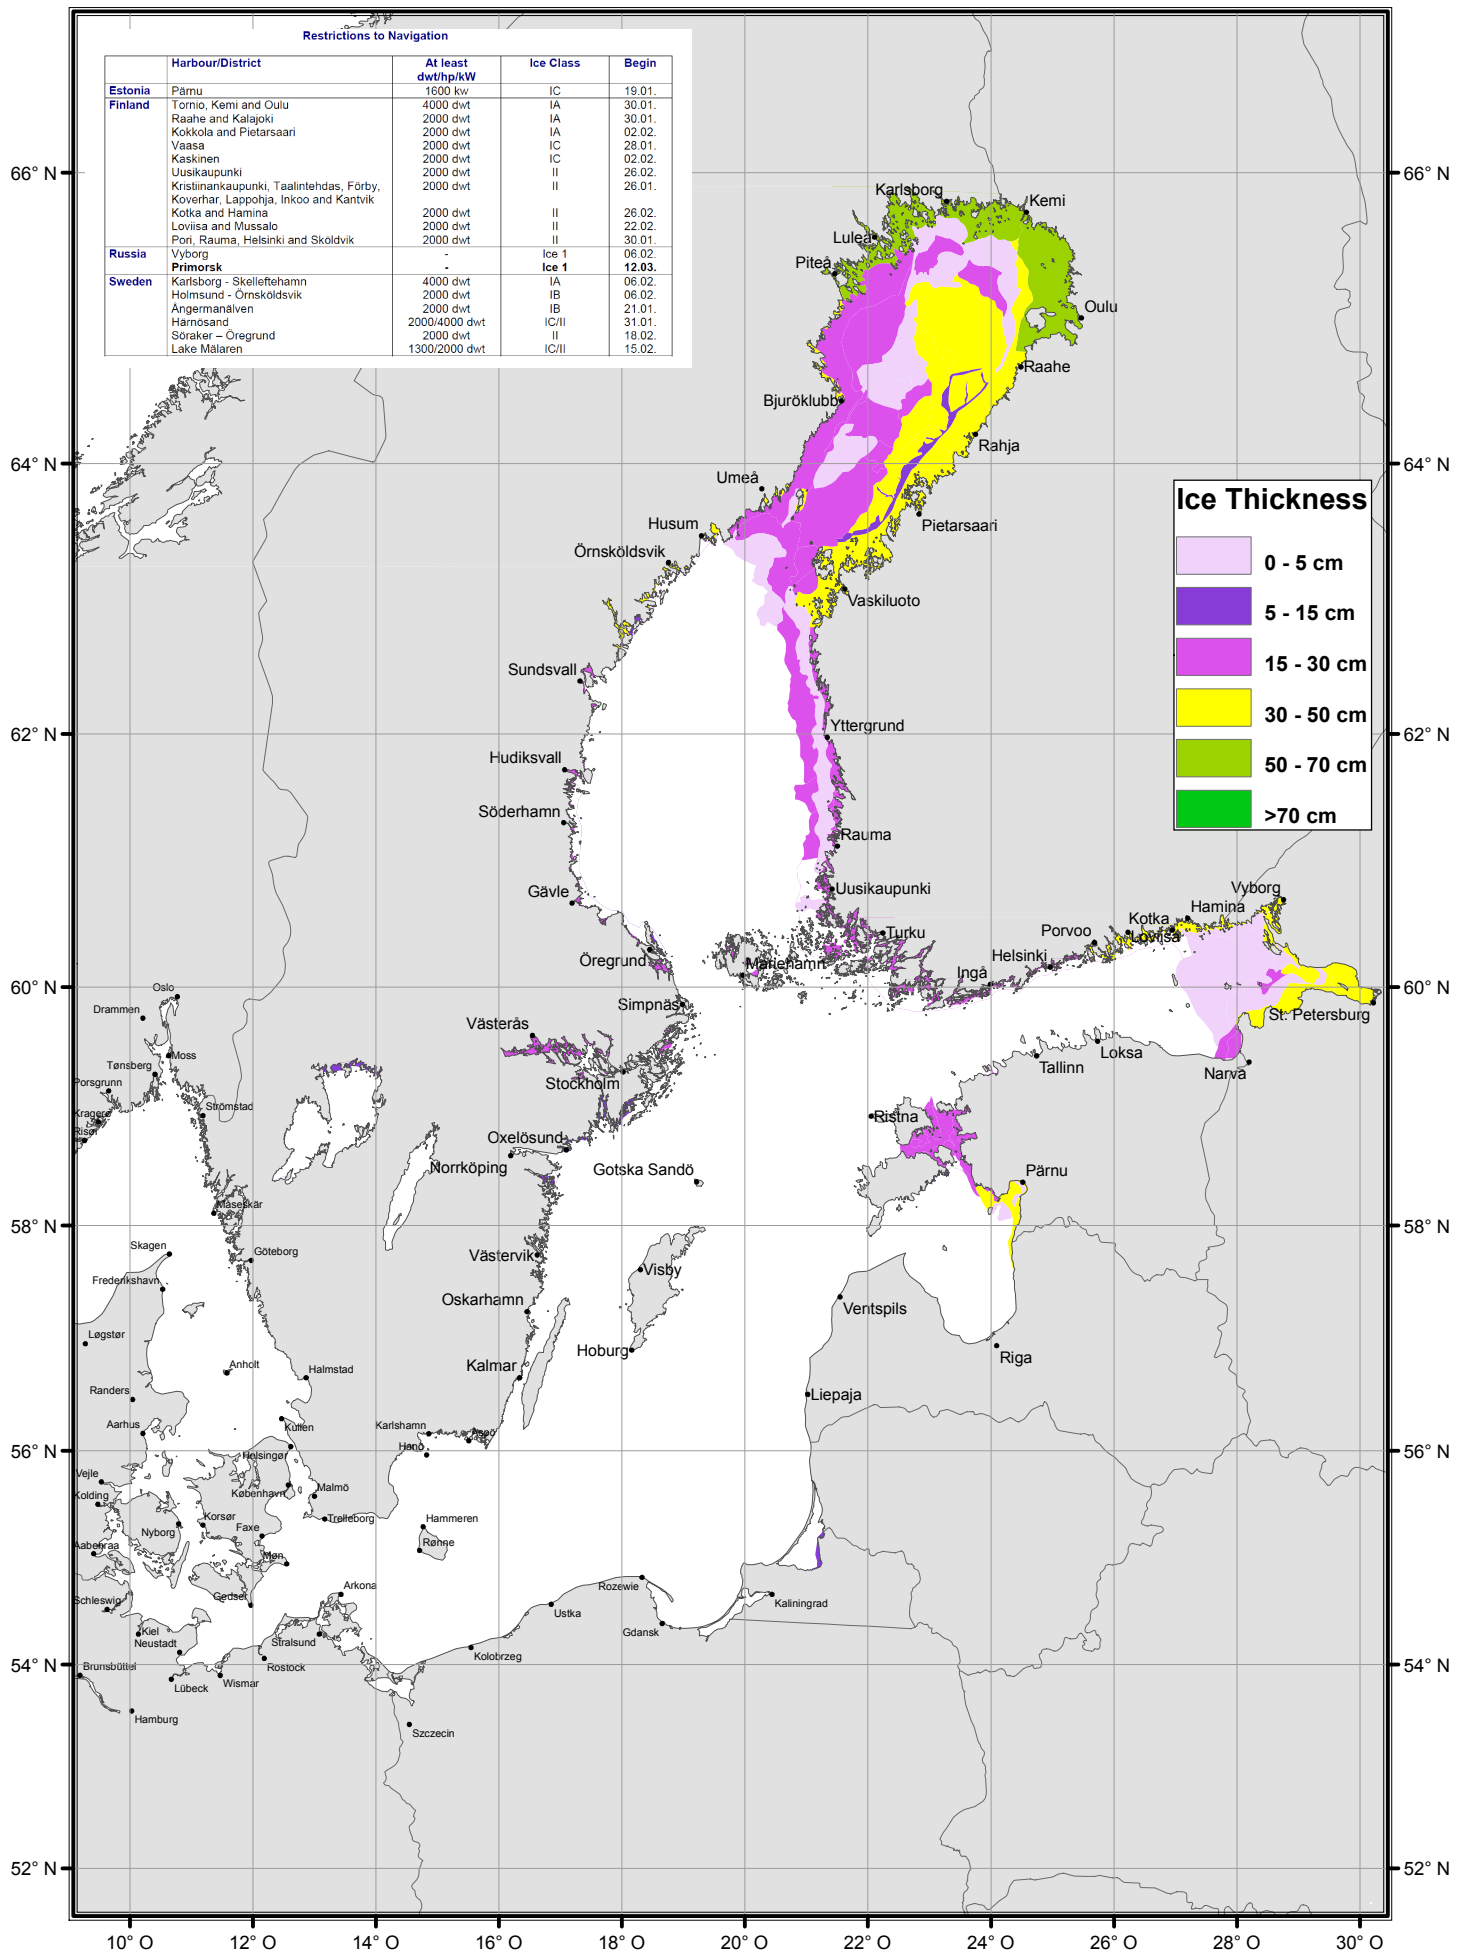 Restrictions to Navigation
Harbour/District At least dwt/hp/kW Ice Class Begin
Estonia Pärnu 1600 kw IC 19.01.
Finland Tornio, Kemi and Oulu 4000 dwt IA 30.01.
Raahe and Kalajoki 2000 dwt IA 30.01.
Kokkola and Pietarsaari 2000 dwt IA 02.02.
Vaasa 2000 dwt IC 28.01.
Kaskinen 2000 dwt IC 02.02.
Uusikaupunki 2000 dwt II 26.02.
Kristiinankaupunki, Taalintehdas, Förby, 2000 dwt II 26.01.
Koverhar, Lappohja, Inkoo and Kantvik
Kotka and Hamina 2000 dwt II 26.02.
Loviisa and Mussalo 2000 dwt II 22.02.
Pori, Rauma, Helsinki and Sköldvik 2000 dwt II 30.01.
Russia Vyborg - Ice 1 06.02.
Primorsk - Ice 1 12.03.
Sweden Karlsborg - Skelleftehamn 4000 dwt IA 06.02.
Holmsund - Örnsköldsvik 2000 dwt IB 06.02.
Ångermanälven 2000 dwt IB 21.01.
Härnösand 2000/4000 dwt IC/II 31.01.
Söraker – Öregrund 2000 dwt II 18.02.
Lake Mälaren 1300/2000 dwt IC/II 15.02.
66° N
66° N
Karlsborg
Kemi
Luleå
Piteå
Oulu
Raahe
Bjuröklubb
Rahja
64° N
64° N
Umeå
Ice Thickness
0 - 5 cm
5 - 15 cm
15 - 30 cm
30 - 50 cm
50 - 70 cm
>70 cm
Husum
Pietarsaari
Örnsköldsvik
Vaskiluoto
Sundsvall
Yttergrund
62° N
62° N
Hudiksvall
Söderhamn
Rauma
Gävle
Uusikaupunki
Vyborg
Hamina
Kotka
Lovisa
Porvoo
Turku
Helsinki
Öregrund
Mariehamn
Ingå
60° N
60° N
Oslo
Drammen
Simpnäs
St. Petersburg
Västerås
Moss
Tønsberg
Loksa
Tallinn
Narva
Porsgrunn
Stockholm
Kragerø
Strömstad
Ristna
Risør
Oxelösund
Norrköping
Gotska Sandö
Pärnu
Måseskär
58° N
58° N
Skagen
Göteborg
Västervik
Visby
Frederikshavn
Oskarhamn
Ventspils
Løgstør
Hoburg
Riga
Anholt
Halmstad
Kalmar
Randers
Liepaja
Aarhus
Kullen
Karlshamn
Aspö
Hanö
56° N
56° N
Helsingør
Vejle
København
Malmö
Kolding
Korsør
Trelleborg
Hammeren
Nyborg
Faxe
Rønne
Aabenraa
Møn
Gedser
Arkona
Rozewie
Kaliningrad
Schleswig
Ustka
Kiel
Neustadt
Stralsund
Gdansk
Kolobrzeg
54° N
54° N
Brunsbüttel
Rostock
Lübeck
Wismar
Hamburg
Szczecin
52° N
52° N
10° O
12° O
14° O
16° O
18° O
20° O
22° O
24° O
26° O
28° O
30° O